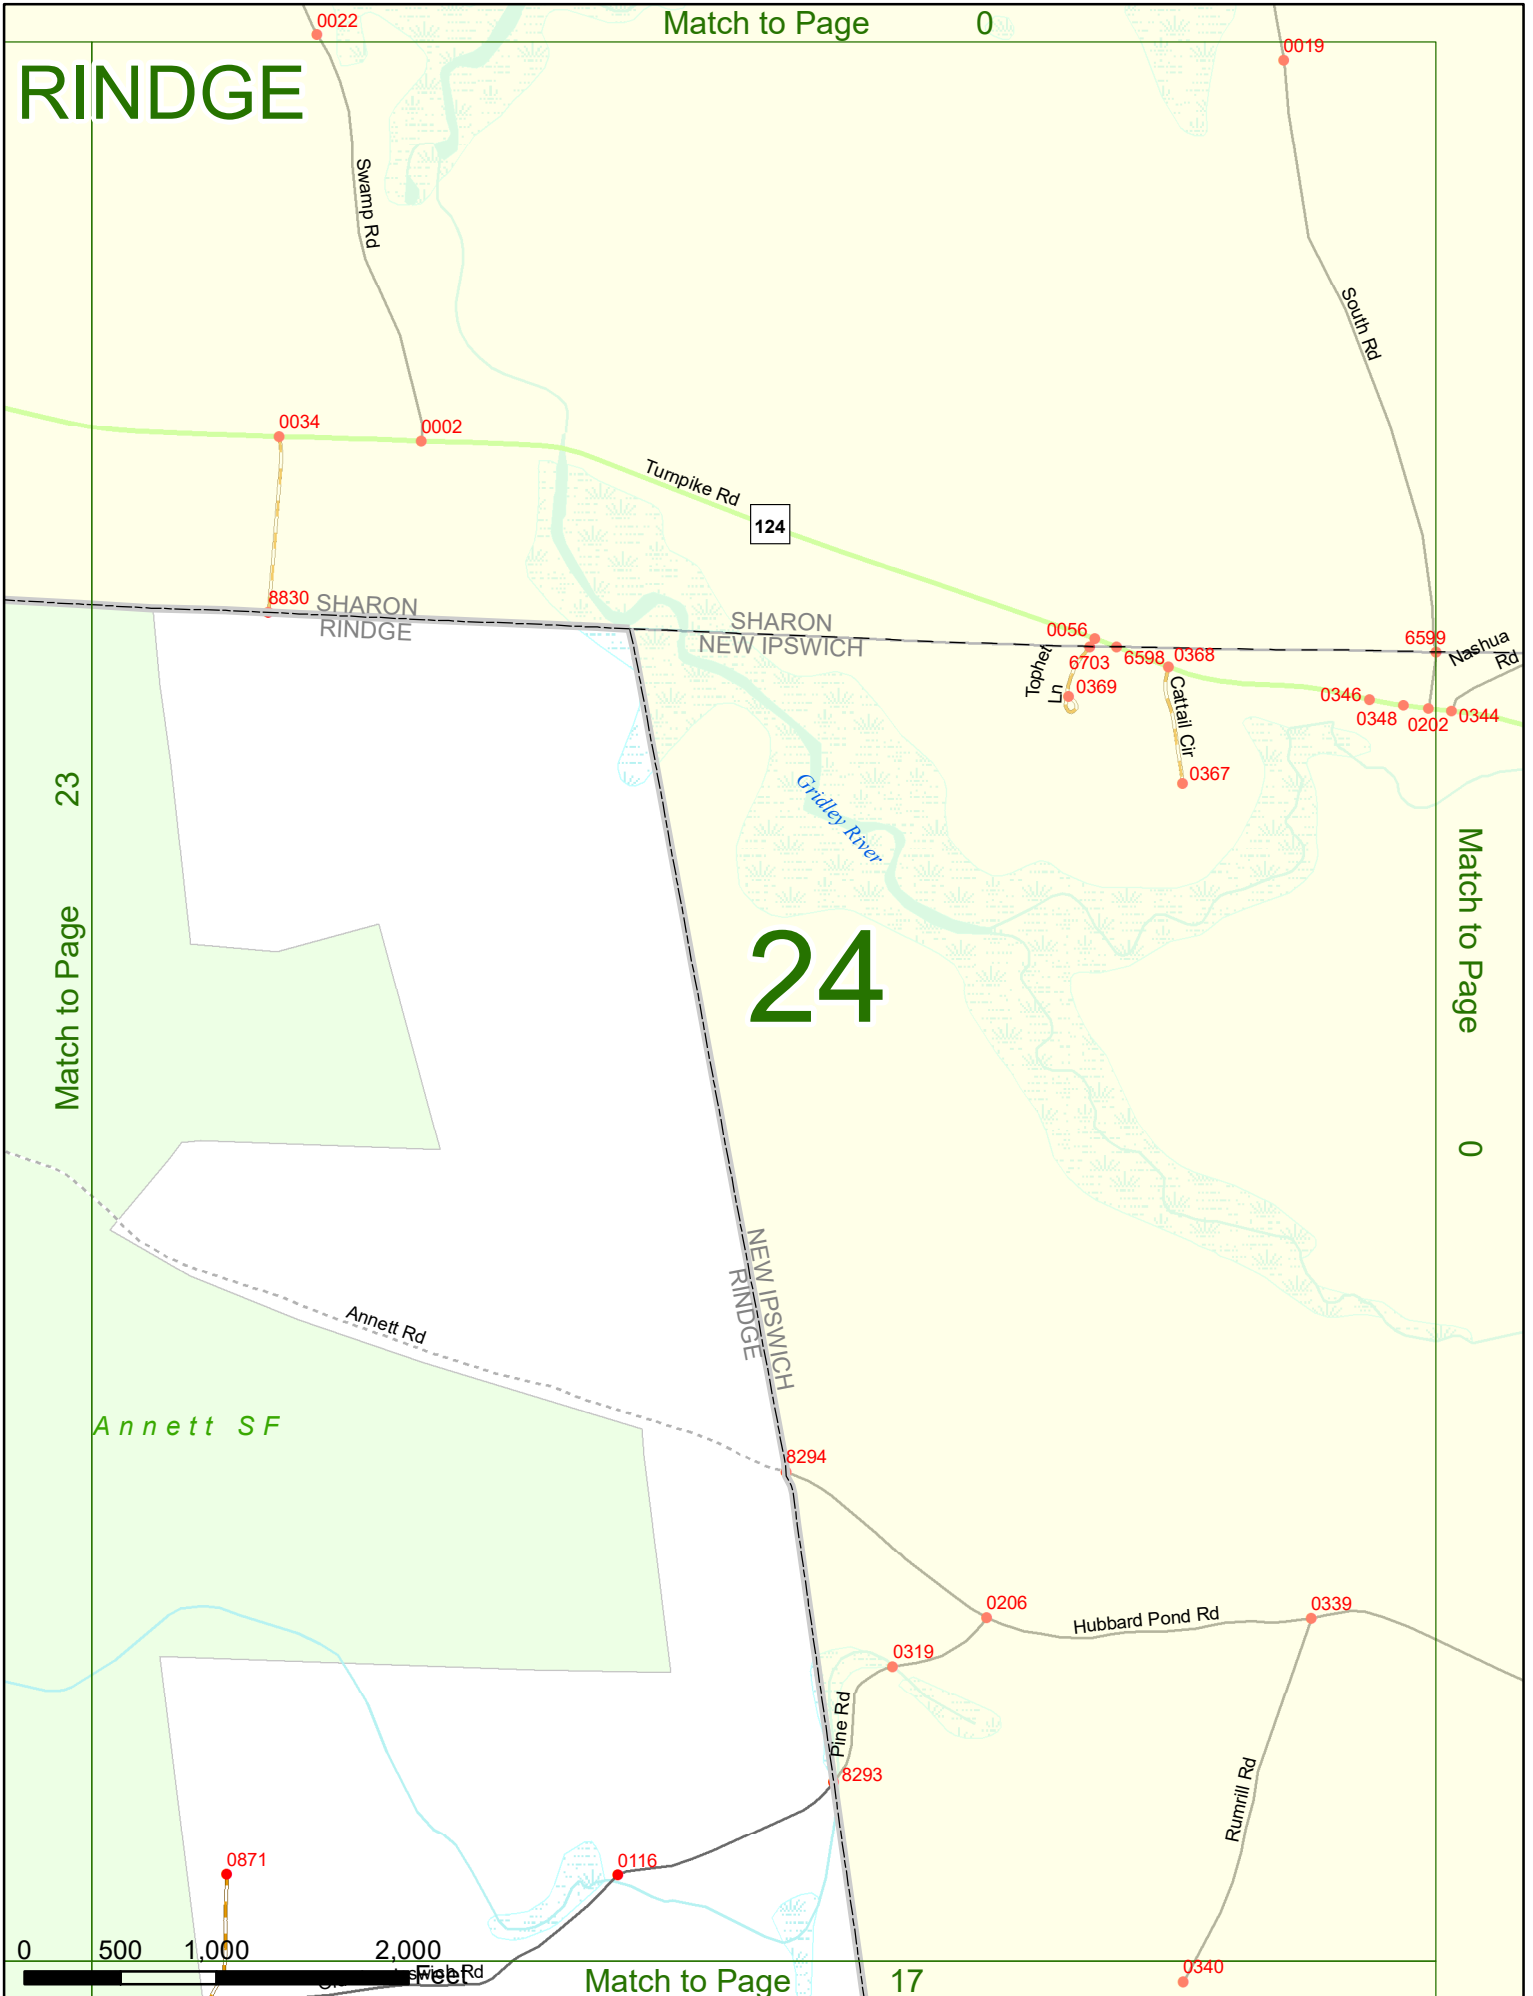 Match to Page 0
0022
0019
RINDGE
Swamp Rd
South Rd
0034
0002
Turnpike Rd
124
8830
SHARON
RINDGE
SHARON
NEW IPSWICH
0056
6599
Nashua
Rd
Tophet
Ln
6703
6598
0368
0369
Cattail Cir
0346
0348
0202
0344
0367
23
Match to Page
Gridley River
Match to Page
0
24
NEW IPSWICH
RINDGE
Annett Rd
Annett SF
8294
0206
Hubbard Pond Rd
0339
0319
Pine Rd
8293
Rumrill Rd
0871
0116
0 500 1,000 2,000
Feet
Rd
Match to Page 17
0340